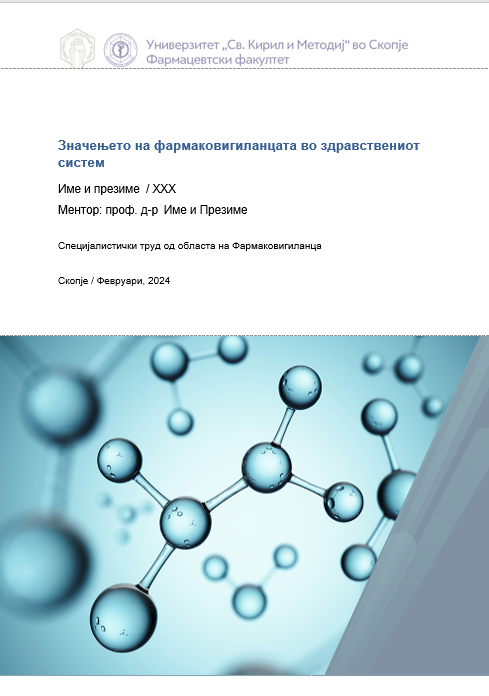 Универзитет „Св. Кирил и Методиј“ во Скопје
Фармацевтски факултет
Значењето на фармаковигиланцата во здравствениот
систем
Име и презиме / XXX
Ментор: проф. д-р Име и Презиме
Специјалистички труд од областа на Фармаковигиланца
Скопје / Февруари, 2024